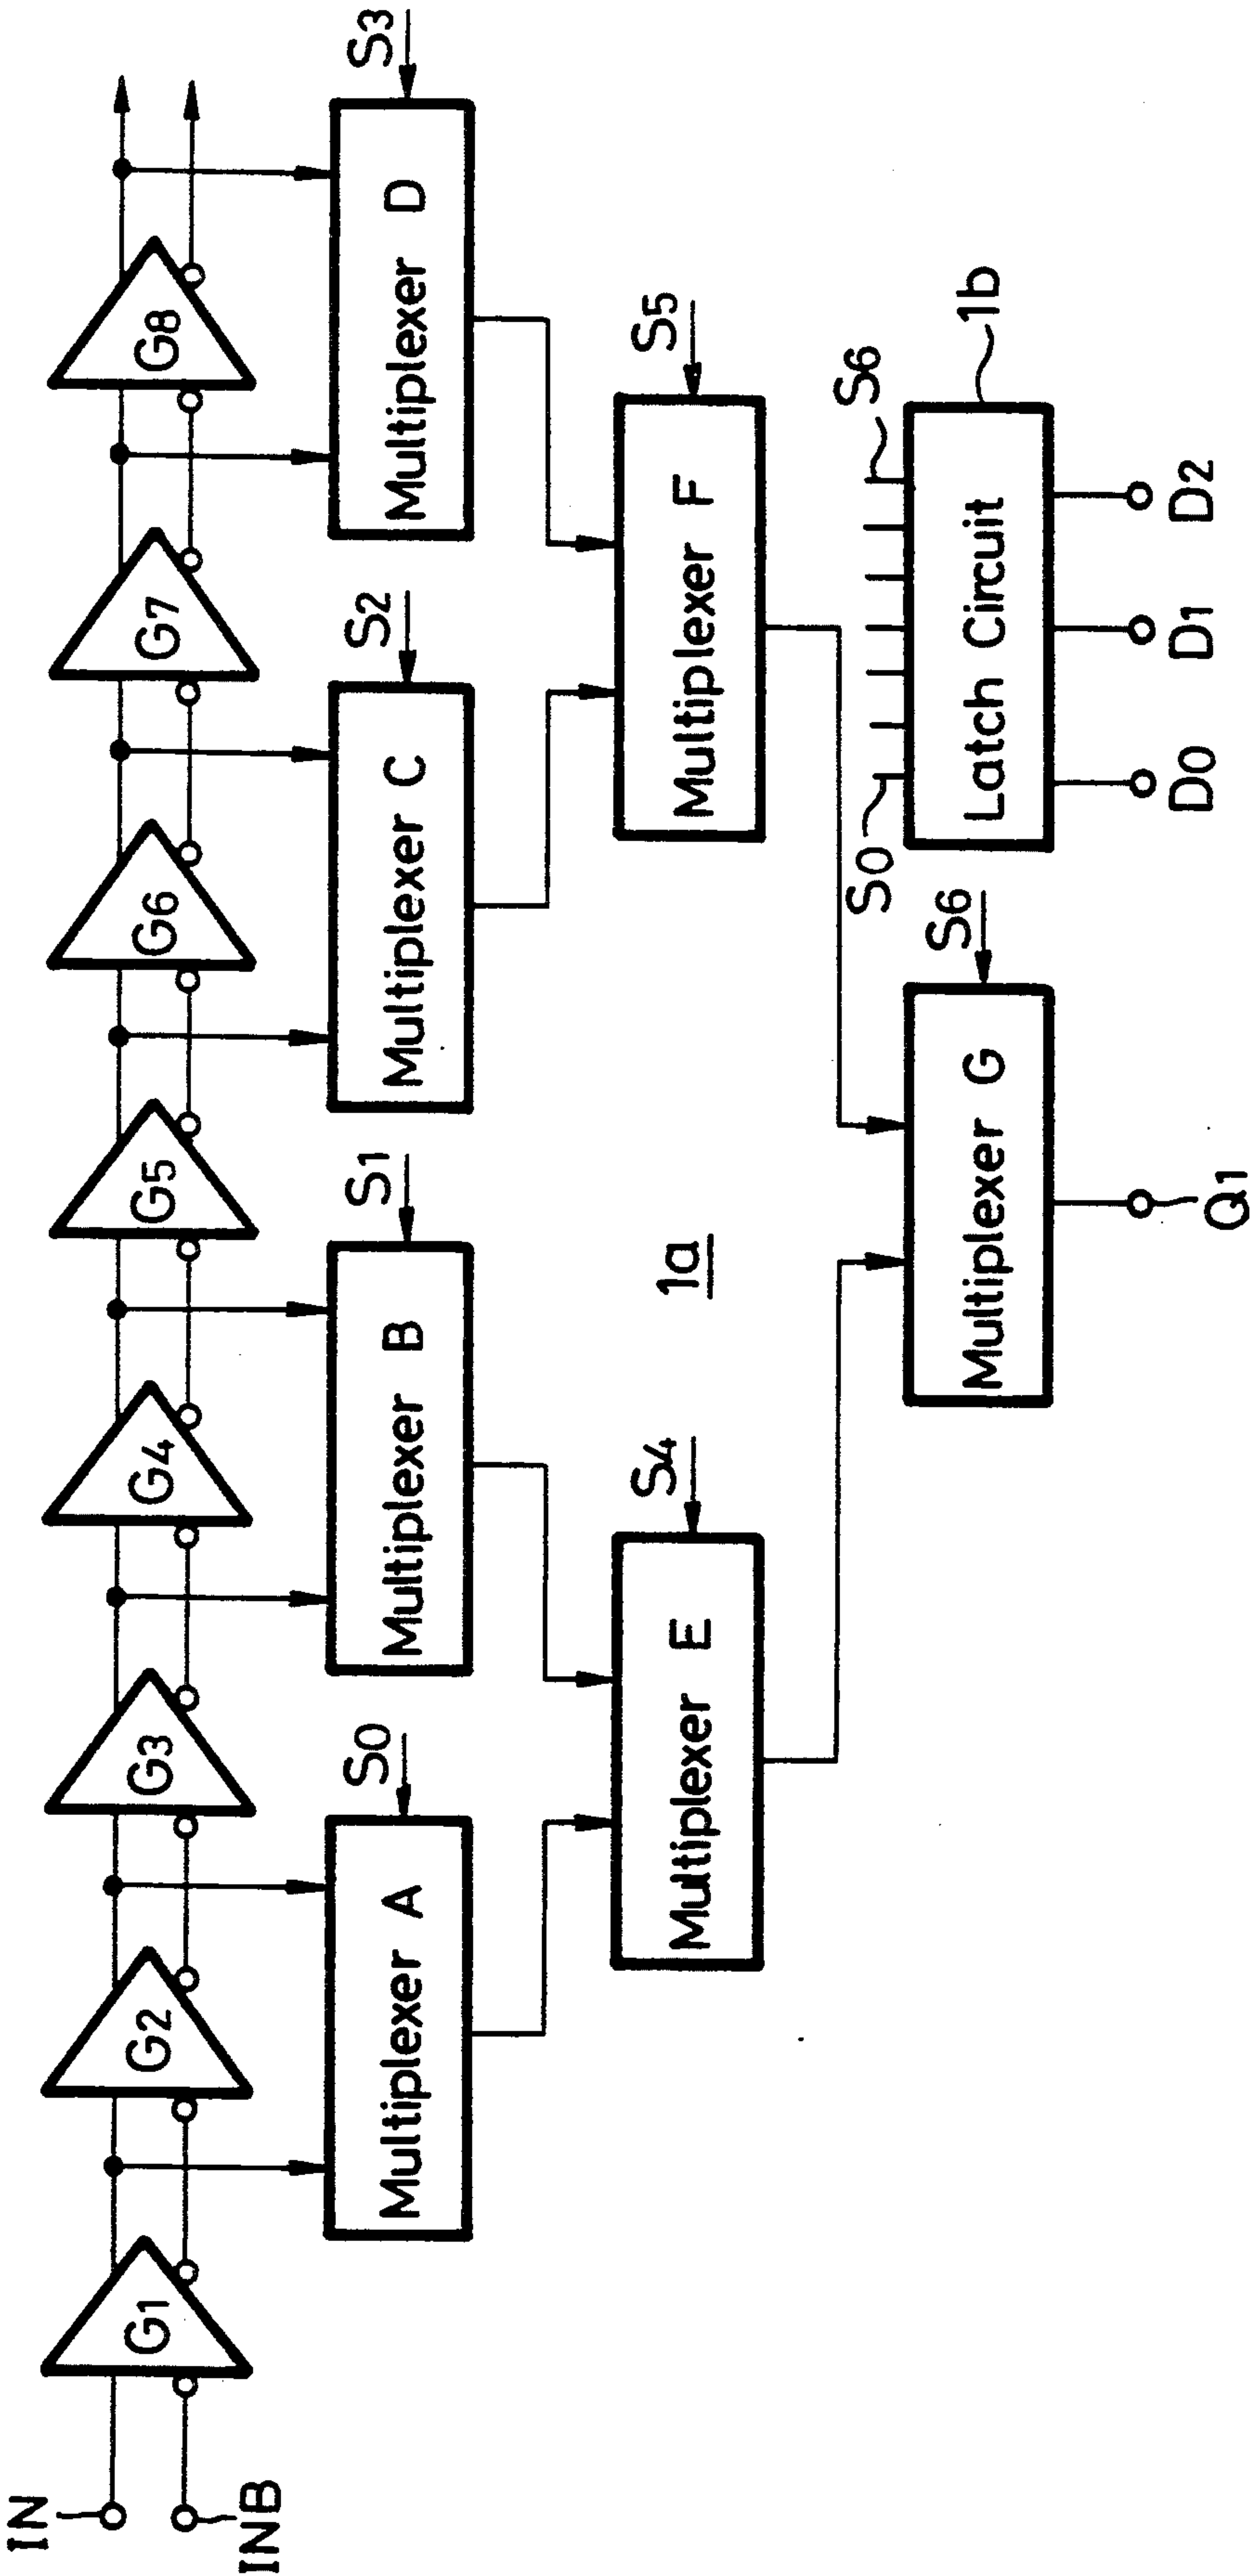 IN
INB
G1
G2
G3
G4
G5
G6
G7
G8
Multiplexer A
S0
Multiplexer B
S1
Multiplexer C
S2
Multiplexer D
S3
Multiplexer E
S4
Multiplexer F
S5
1a
Multiplexer G
S6
Q1
S0
S6
Latch Circuit
1b
D0
D1
D2